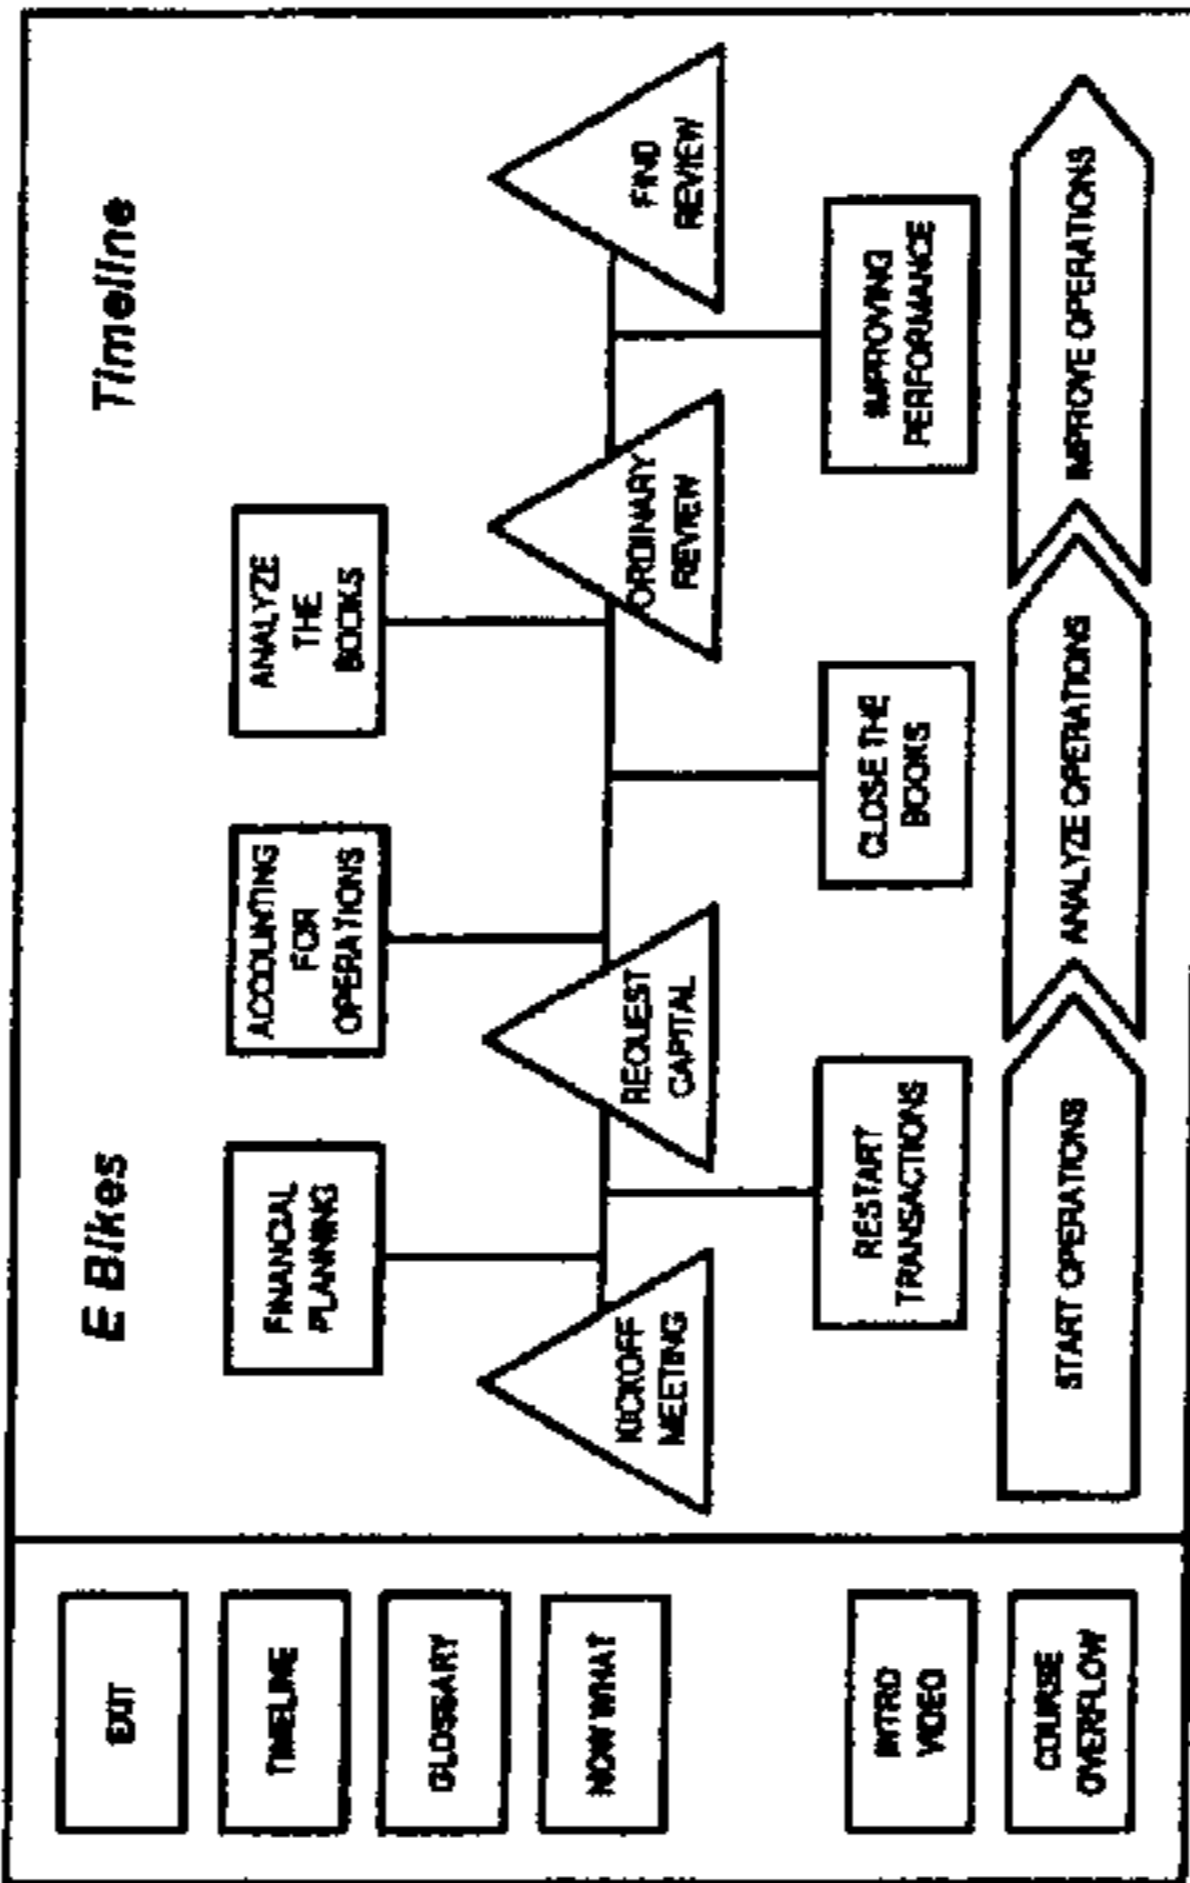 EXIT
TIMELINE
GLOSSARY
NOW WHAT
INTRO
VIDEO
COURSE
OVERFLOW
E Bikes
Timeline
FINANCIAL
PLANNING
ACCOUNTING
FOR
OPERATIONS
ANALYZE
THE
BOOKS
KICKOFF
MEETING
REQUEST
CAPITAL
ORDINARY
REVIEW
FIND
REVIEW
RESTART
TRANSACTIONS
CLOSE THE
BOOKS
IMPROVING
PERFORMANCE
START OPERATIONS
ANALYZE OPERATIONS
IMPROVE OPERATIONS